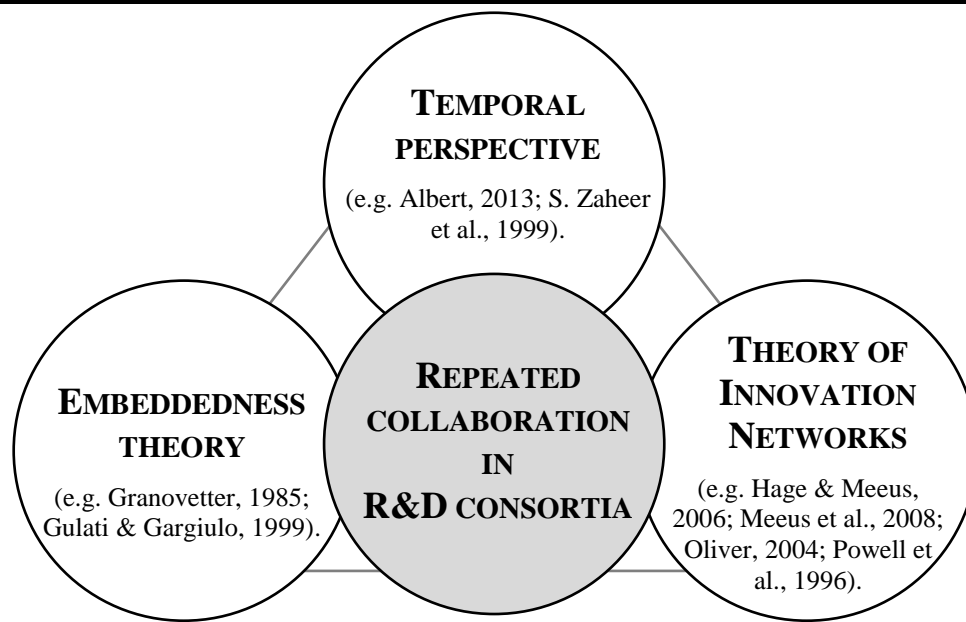 TEMPORAL
PERSPECTIVE
(e.g. Albert, 2013; S. Zaheer
et al., 1999).
EMBEDDEDNESS
THEORY
(e.g. Granovetter, 1985;
Gulati & Gargiulo, 1999).
REPEATED
COLLABORATION
IN
R&D CONSORTIA
THEORY OF
INNOVATION
NETWORKS
(e.g. Hage & Meeus,
2006; Meeus et al., 2008;
Oliver, 2004; Powell et
al., 1996).